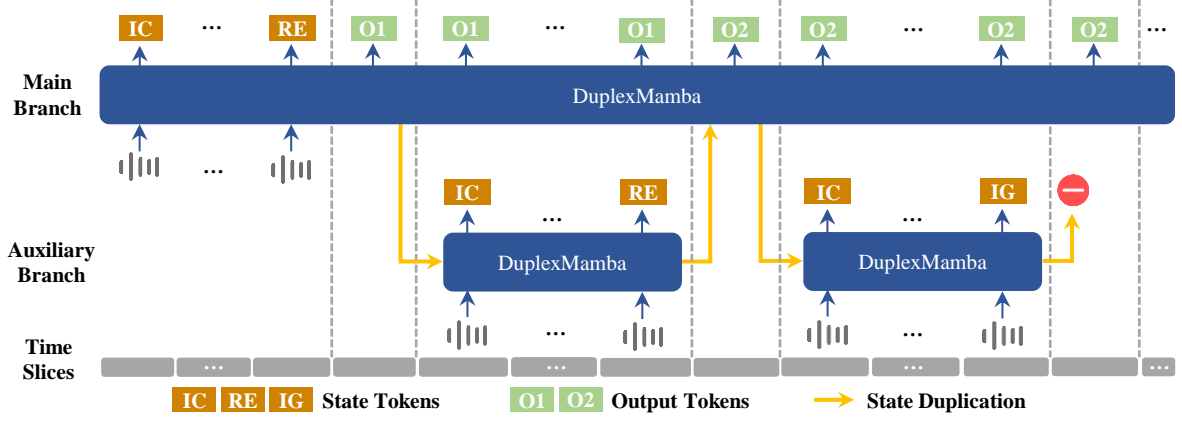 IC ... RE O1 O1 ... O1 O2 O2 ... O2 O2 ...
Main
Branch
DuplexMamba
...
IC ... RE IC ... IG
Auxiliary
Branch
DuplexMamba DuplexMamba
... ...
Time
Slices
... ... ... ...
IC RE IG State Tokens O1 O2 Output Tokens State Duplication